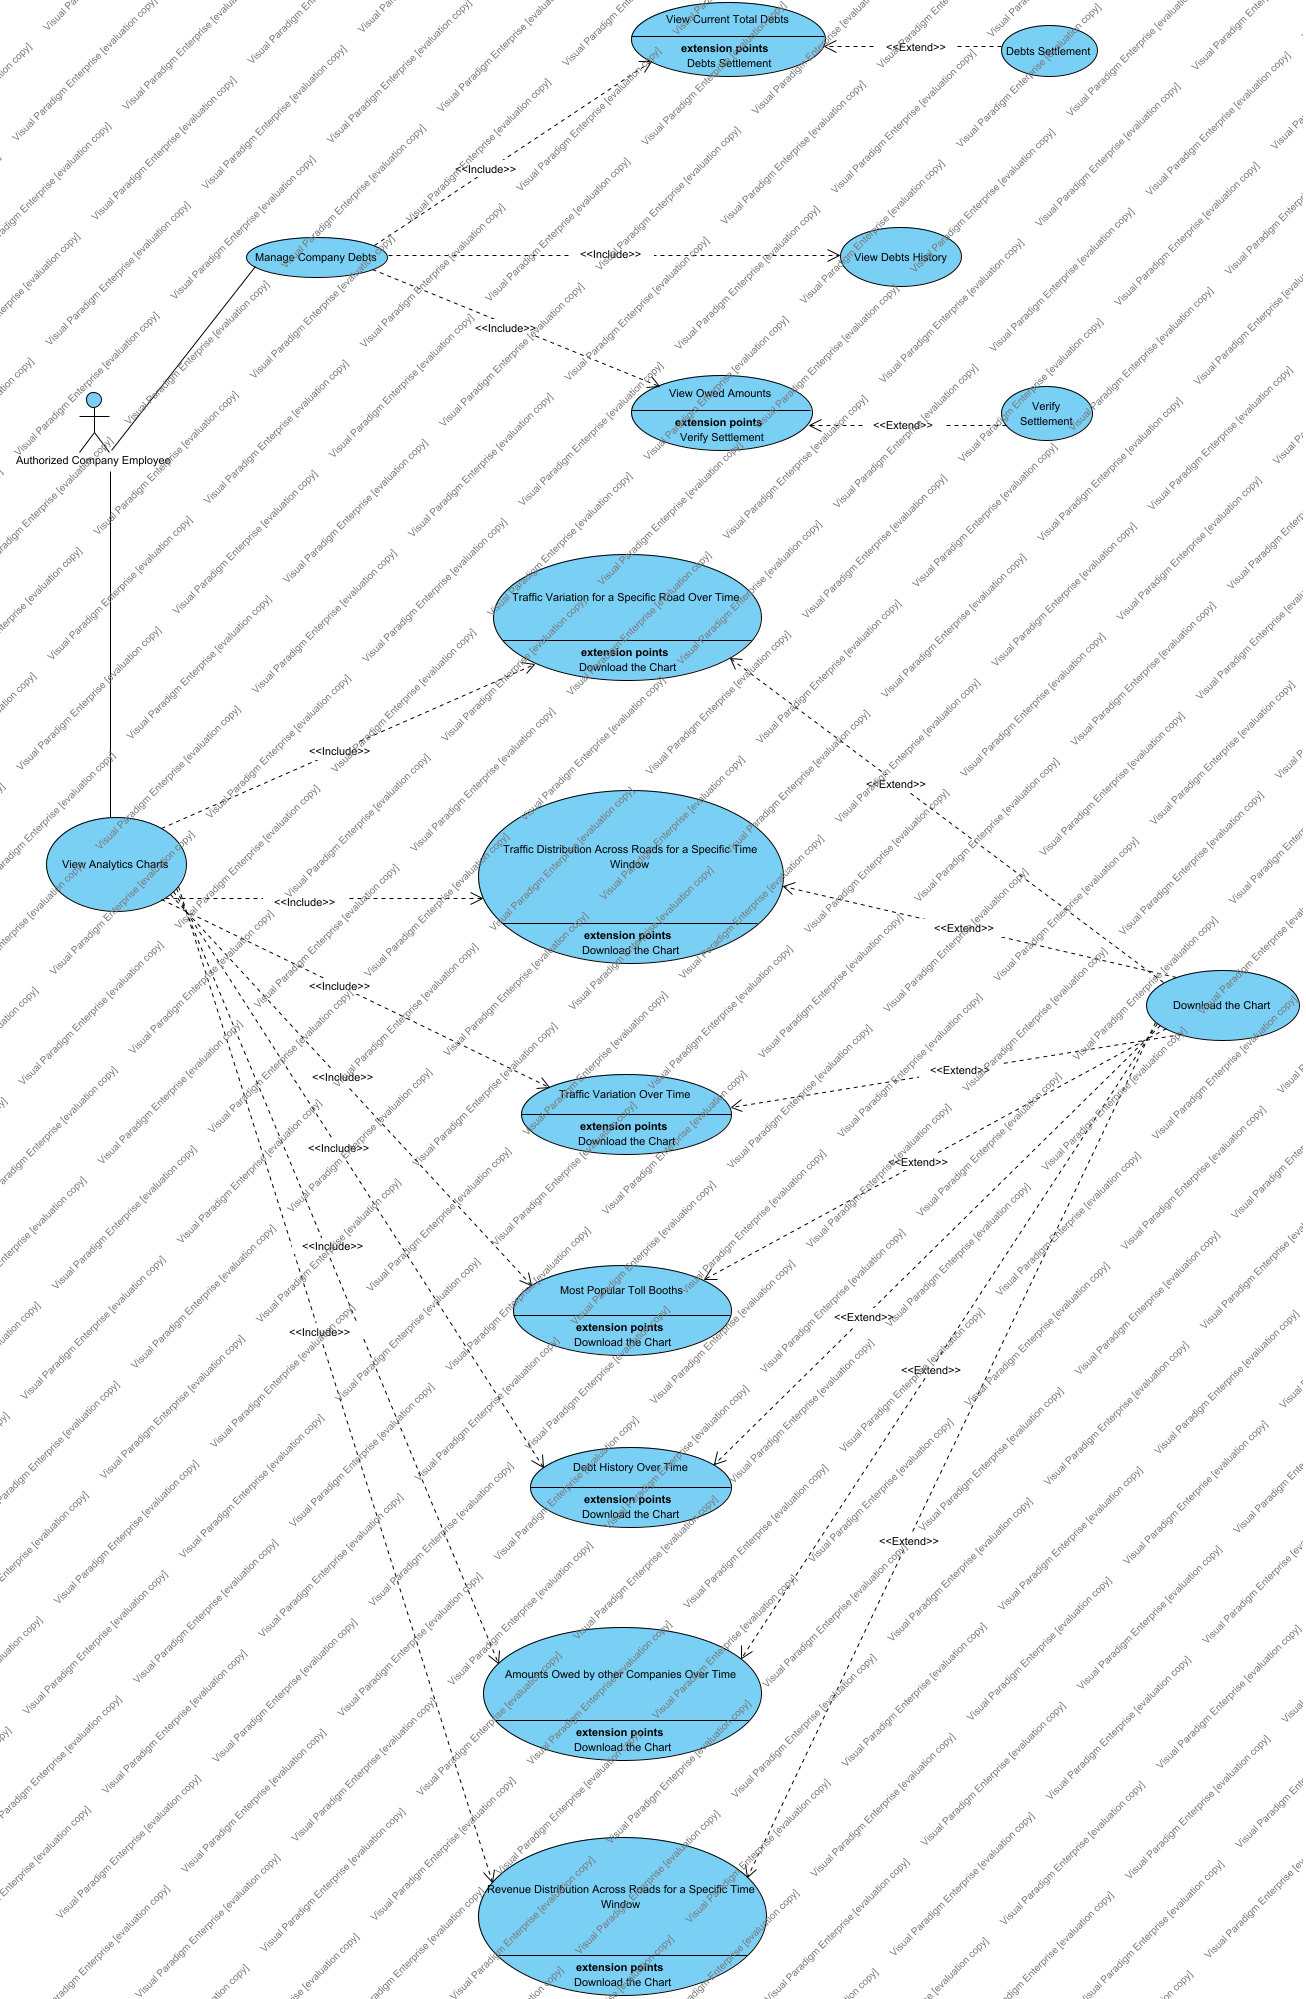 View Current Total Debts
extension points
Debts Settlement
<<Extend>>
Debts Settlement
<<Include>>
Manage Company Debts
<<Include>>
View Debts History
<<Include>>
View Owed Amounts
extension points
Verify Settlement
<<Extend>>
Verify
Settlement
Authorized Company Employee
Traffic Variation for a Specific Road Over Time
extension points
Download the Chart
<<Include>>
<<Extend>>
View Analytics Charts
Traffic Distribution Across Roads for a Specific Time
Window
extension points
Download the Chart
<<Include>>
<<Extend>>
<<Include>>
Download the Chart
<<Include>>
<<Extend>>
Traffic Variation Over Time
extension points
Download the Chart
<<Include>>
<<Extend>>
<<Include>>
Most Popular Toll Booths
extension points
Download the Chart
<<Extend>>
<<Include>>
<<Extend>>
Debt History Over Time
extension points
Download the Chart
<<Extend>>
Amounts Owed by other Companies Over Time
extension points
Download the Chart
Revenue Distribution Across Roads for a Specific Time
Window
extension points
Download the Chart
Visual Paradigm Enterprise [evaluation copy]